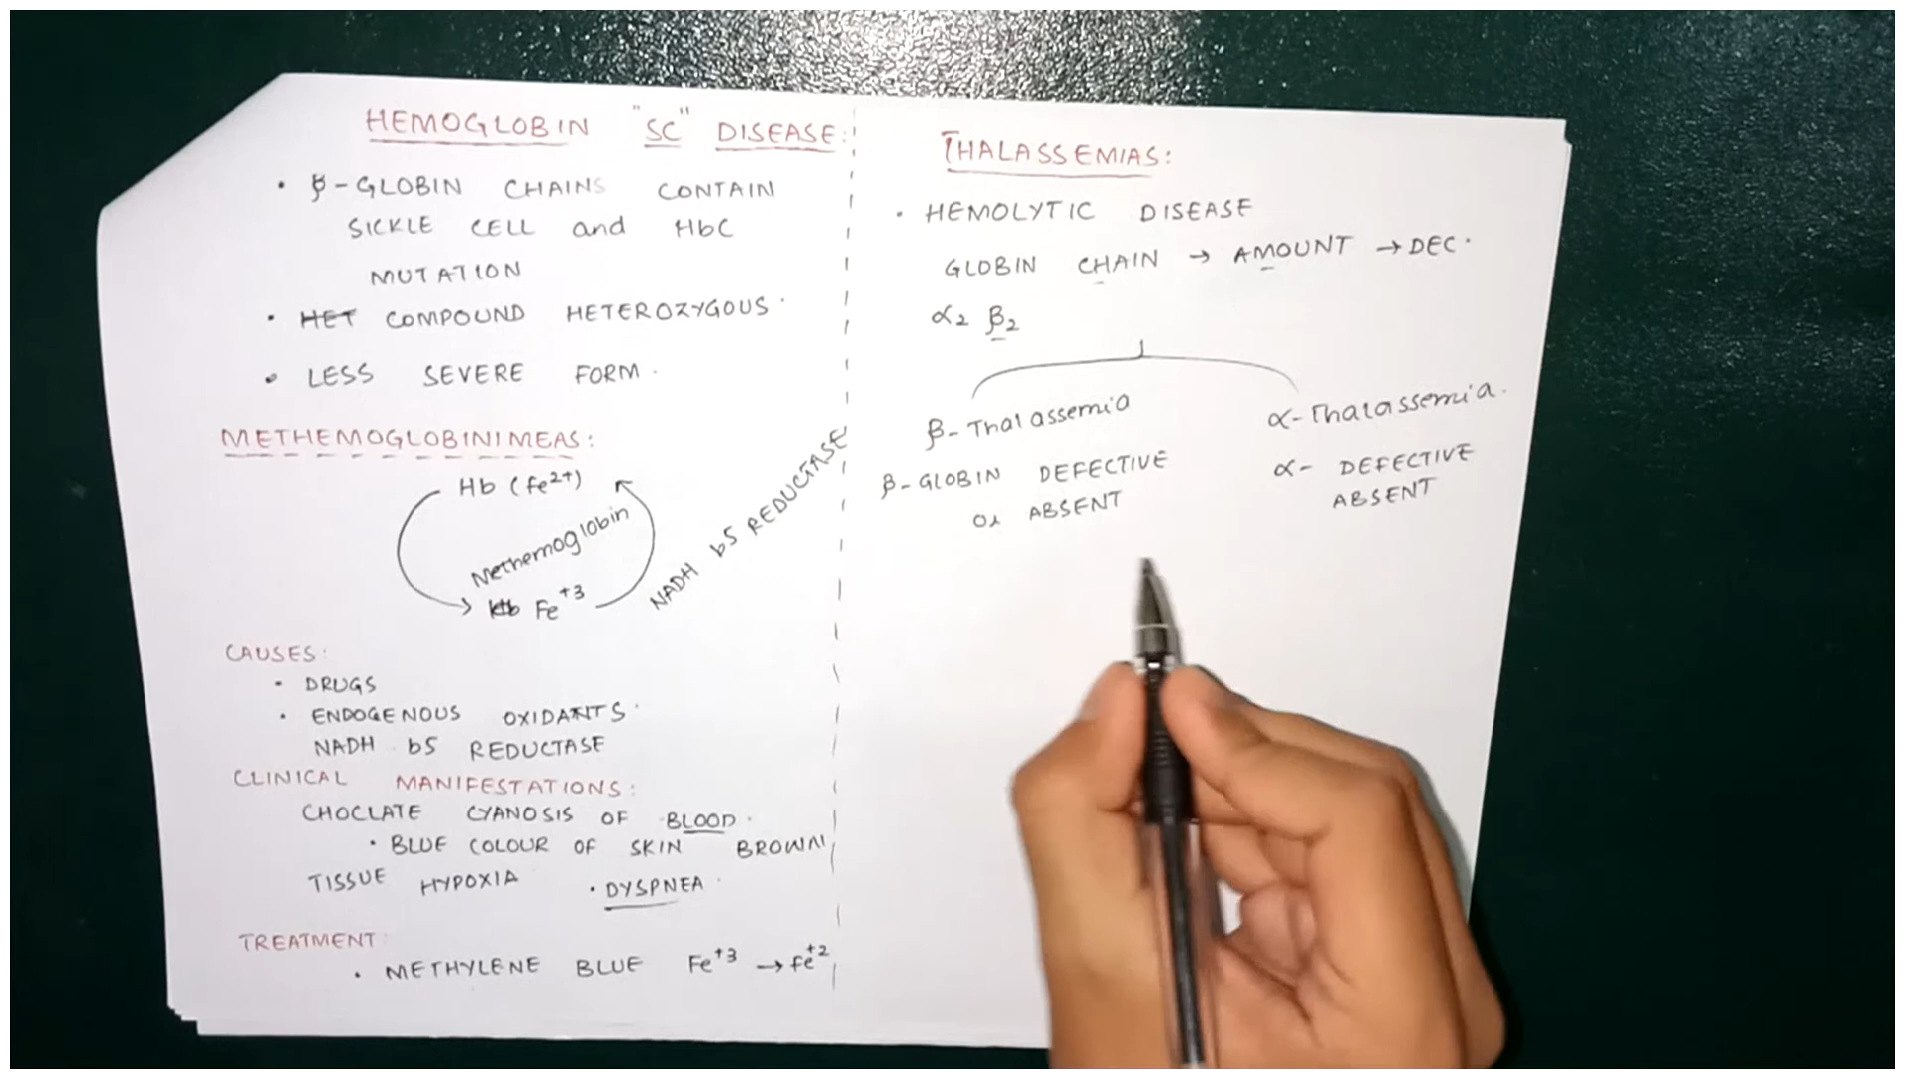 HEMOGLOBIN "SC" DISEASE:
• β-GLOBIN CHAINS CONTAIN
SICKLE CELL and HbC
MUTATION
• HET COMPOUND HETEROZYGOUS.
• LESS SEVERE FORM.
METHEMOGLOBINIMEAS:
Hb (Fe2+)
Methemoglobin
Fe+3
NADH b5 REDUCTASE
CAUSES:
• DRUGS
• ENDOGENOUS OXIDANTS.
NADH b5 REDUCTASE
CLINICAL MANIFESTATIONS:
CHOCLATE CYANOSIS OF BLOOD.
• BLUE COLOUR OF SKIN BROWN
TISSUE HYPOXIA • DYSPNEA.
TREATMENT:
• METHYLENE BLUE Fe+3 → fe+2
THALASSEMIAS:
• HEMOLYTIC DISEASE
GLOBIN CHAIN → AMOUNT → DEC.
α2 β2
β-Thalassemia α-Thalassemia.
β-GLOBIN DEFECTIVE α- DEFECTIVE
Or ABSENT ABSENT